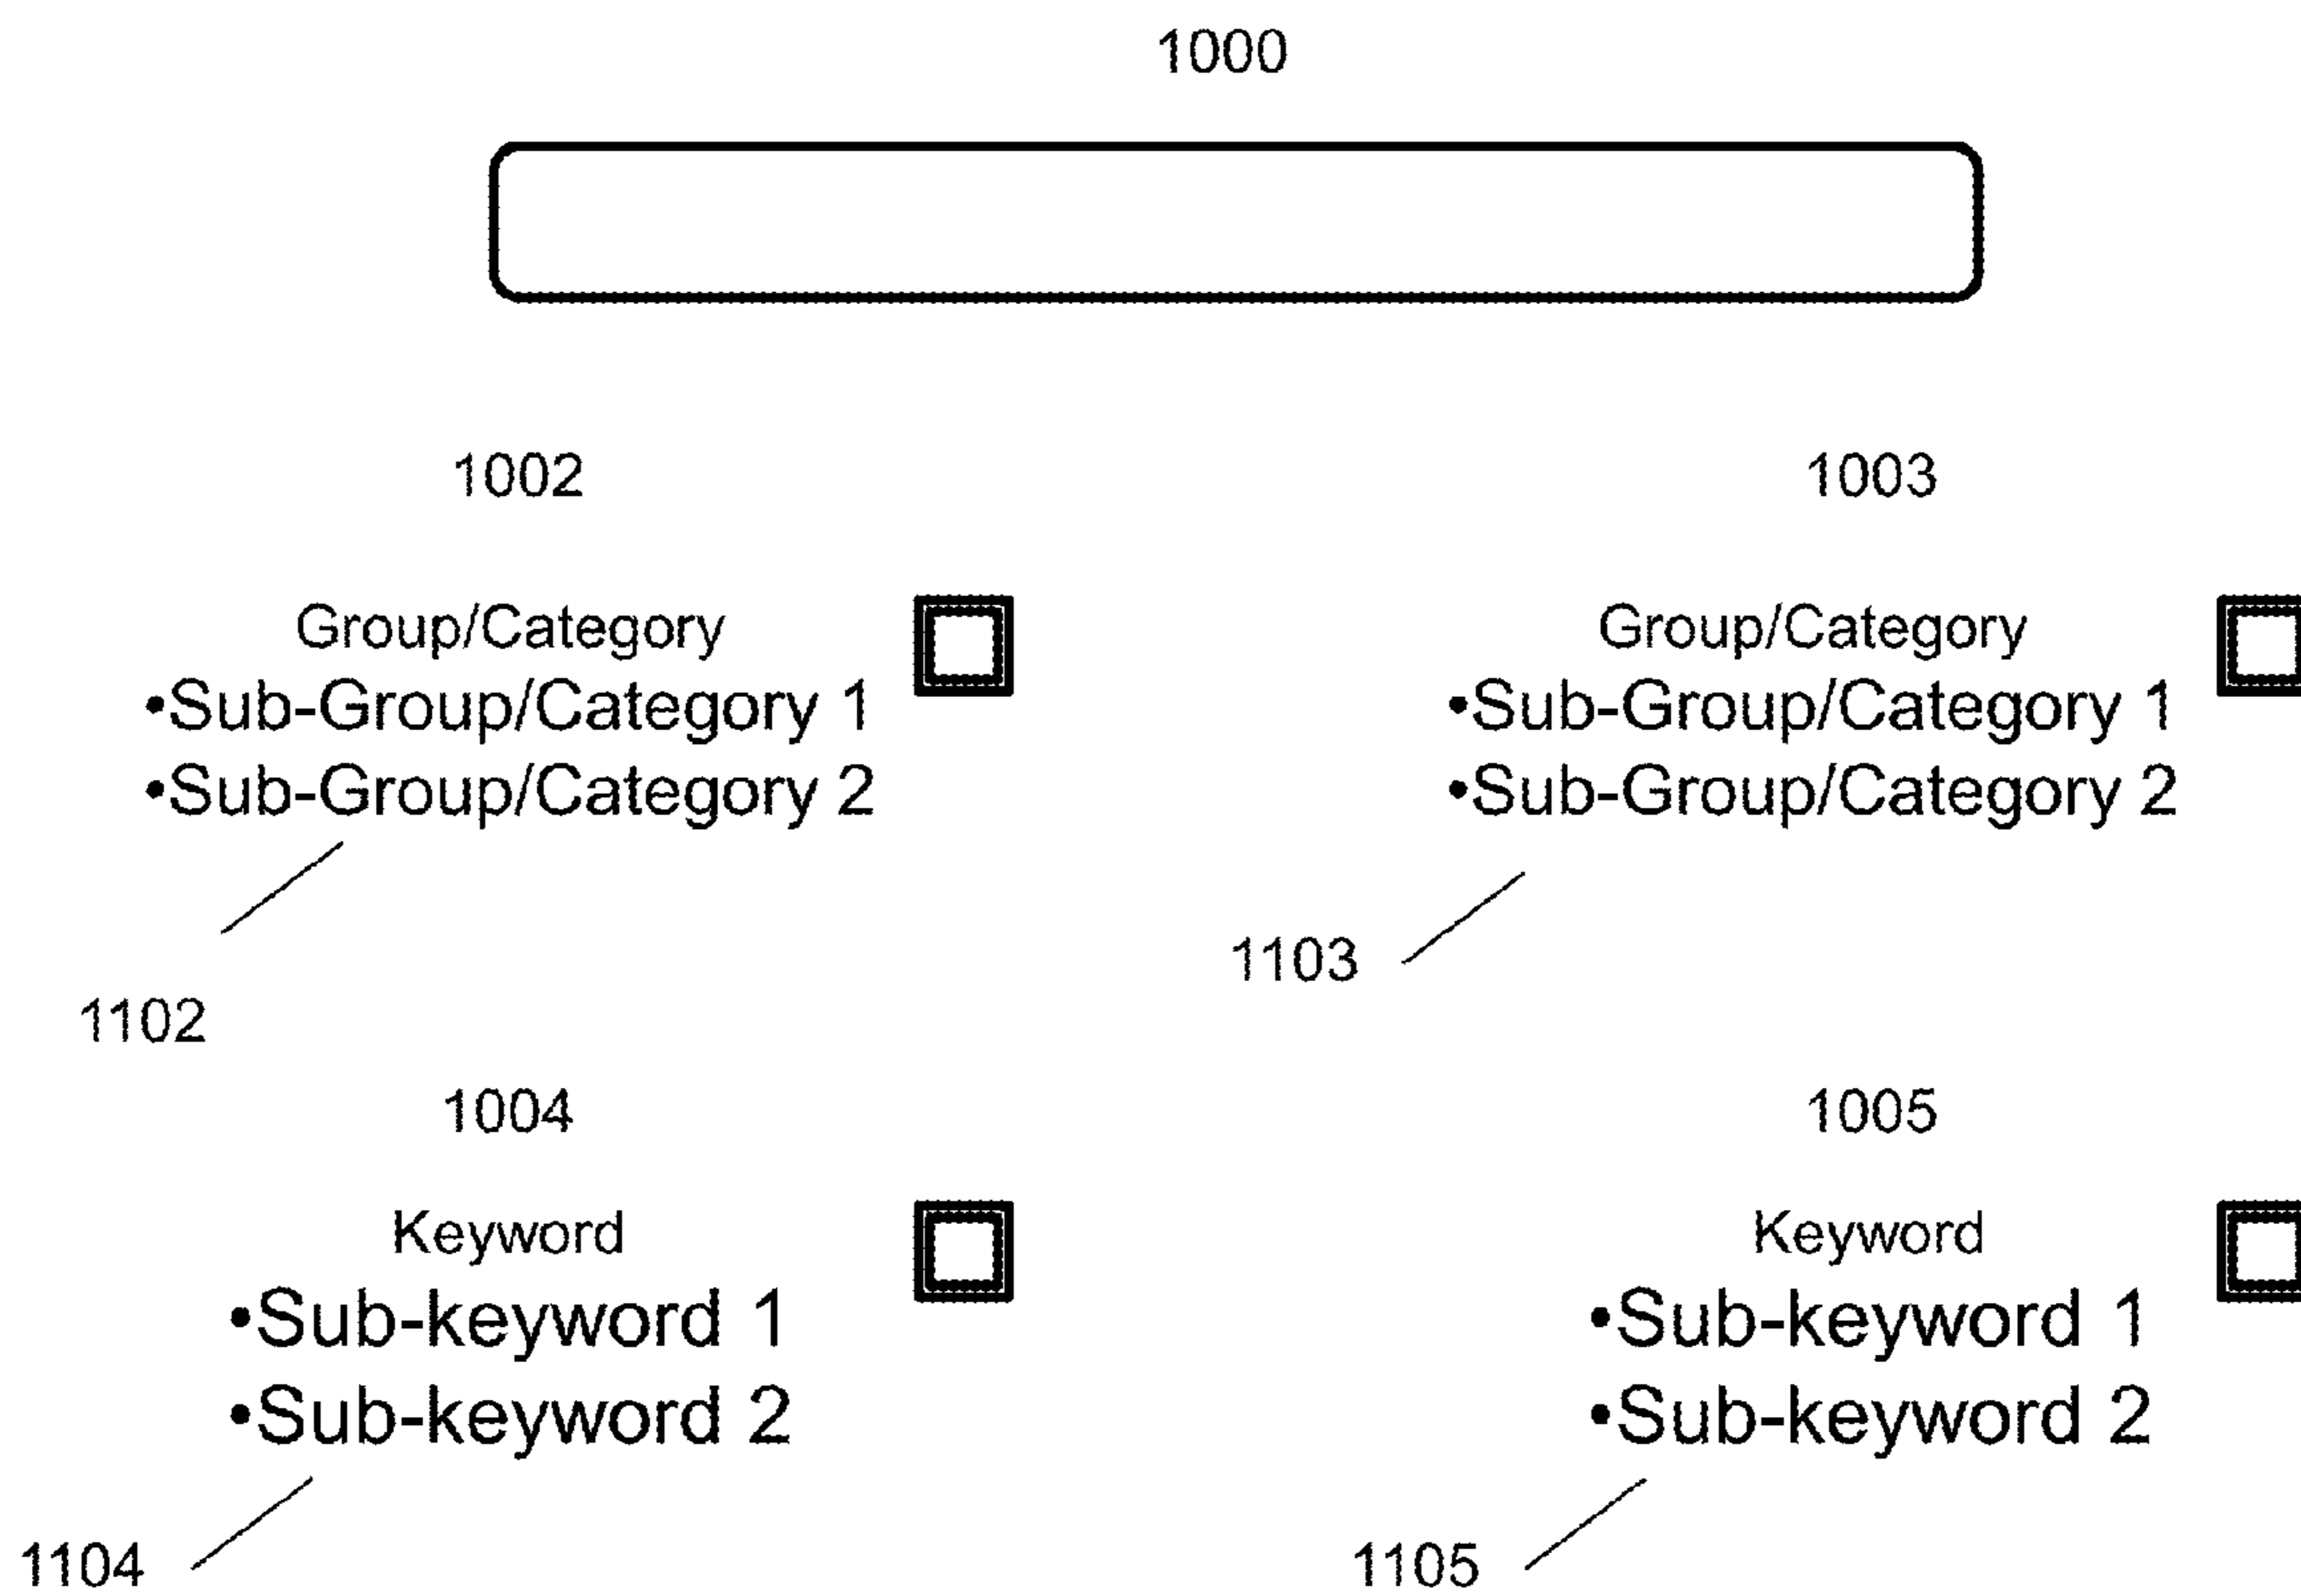 1000
1002
Group/Category
•Sub-Group/Category 1
•Sub-Group/Category 2
1102
1003
Group/Category
•Sub-Group/Category 1
•Sub-Group/Category 2
1103
1004
Keyword
•Sub-keyword 1
•Sub-keyword 2
1104
1005
Keyword
•Sub-keyword 1
•Sub-keyword 2
1105